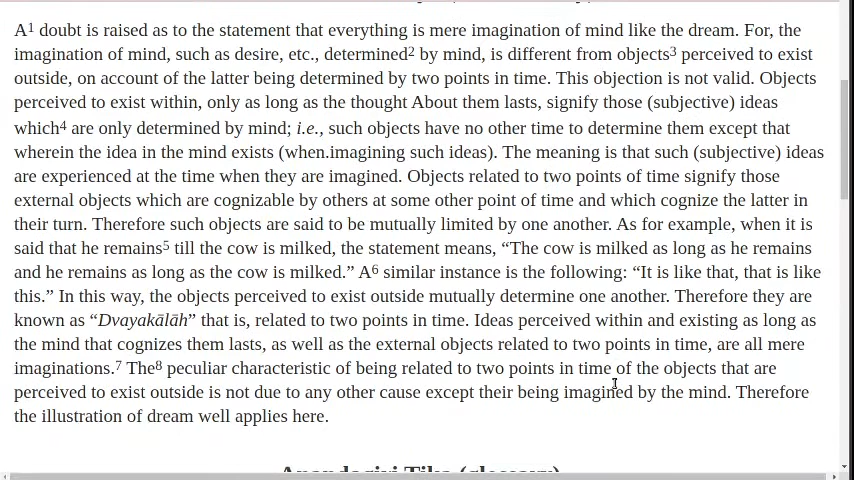 A¹ doubt is raised as to the statement that everything is mere imagination of mind like the dream. For, the
imagination of mind, such as desire, etc., determined² by mind, is different from objects³ perceived to exist
outside, on account of the latter being determined by two points in time. This objection is not valid. Objects
perceived to exist within, only as long as the thought About them lasts, signify those (subjective) ideas
which⁴ are only determined by mind; i.e., such objects have no other time to determine them except that
wherein the idea in the mind exists (when.imagining such ideas). The meaning is that such (subjective) ideas
are experienced at the time when they are imagined. Objects related to two points of time signify those
external objects which are cognizable by others at some other point of time and which cognize the latter in
their turn. Therefore such objects are said to be mutually limited by one another. As for example, when it is
said that he remains⁵ till the cow is milked, the statement means, “The cow is milked as long as he remains
and he remains as long as the cow is milked.” A⁶ similar instance is the following: “It is like that, that is like
this.” In this way, the objects perceived to exist outside mutually determine one another. Therefore they are
known as “Dvayakālāh” that is, related to two points in time. Ideas perceived within and existing as long as
the mind that cognizes them lasts, as well as the external objects related to two points in time, are all mere
imaginations.⁷ The⁸ peculiar characteristic of being related to two points in time of the objects that are
perceived to exist outside is not due to any other cause except their being imagined by the mind. Therefore
the illustration of dream well applies here.
Anandagiri Tika (glossary)